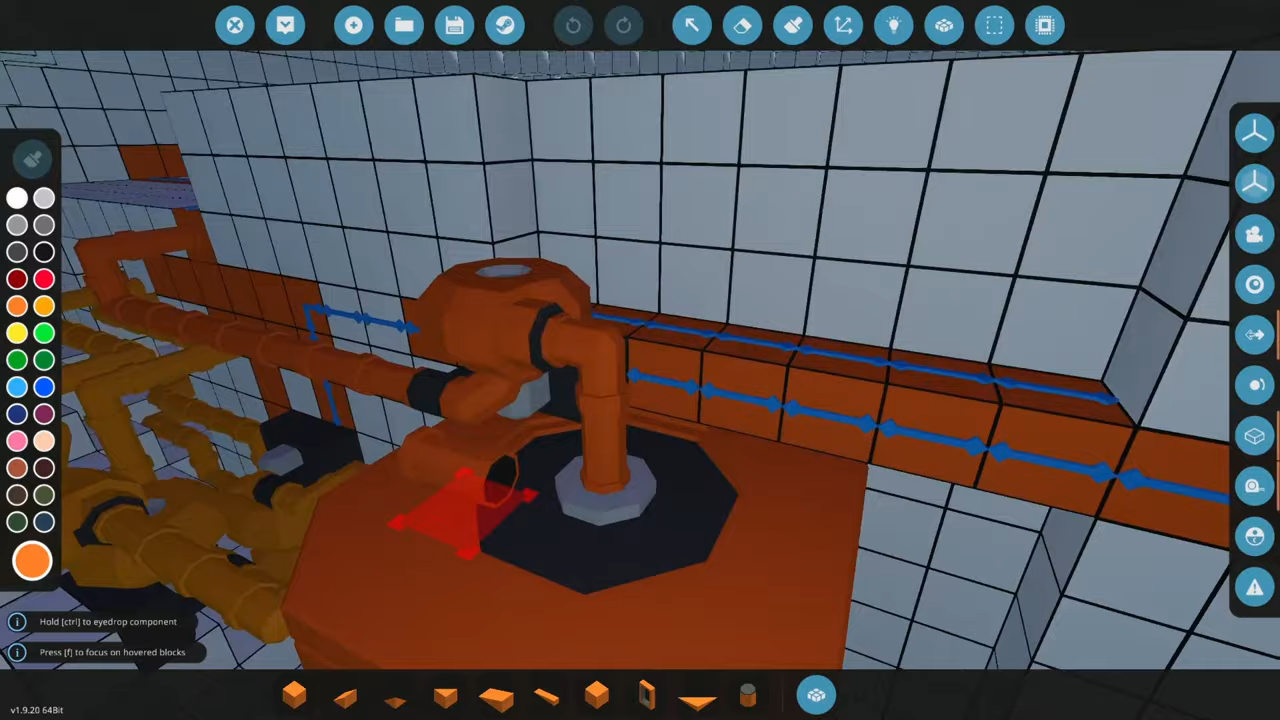 Hold [ctrl] to eyedrop component
Press [f] to focus on hovered blocks
v1.9.20 64Bit